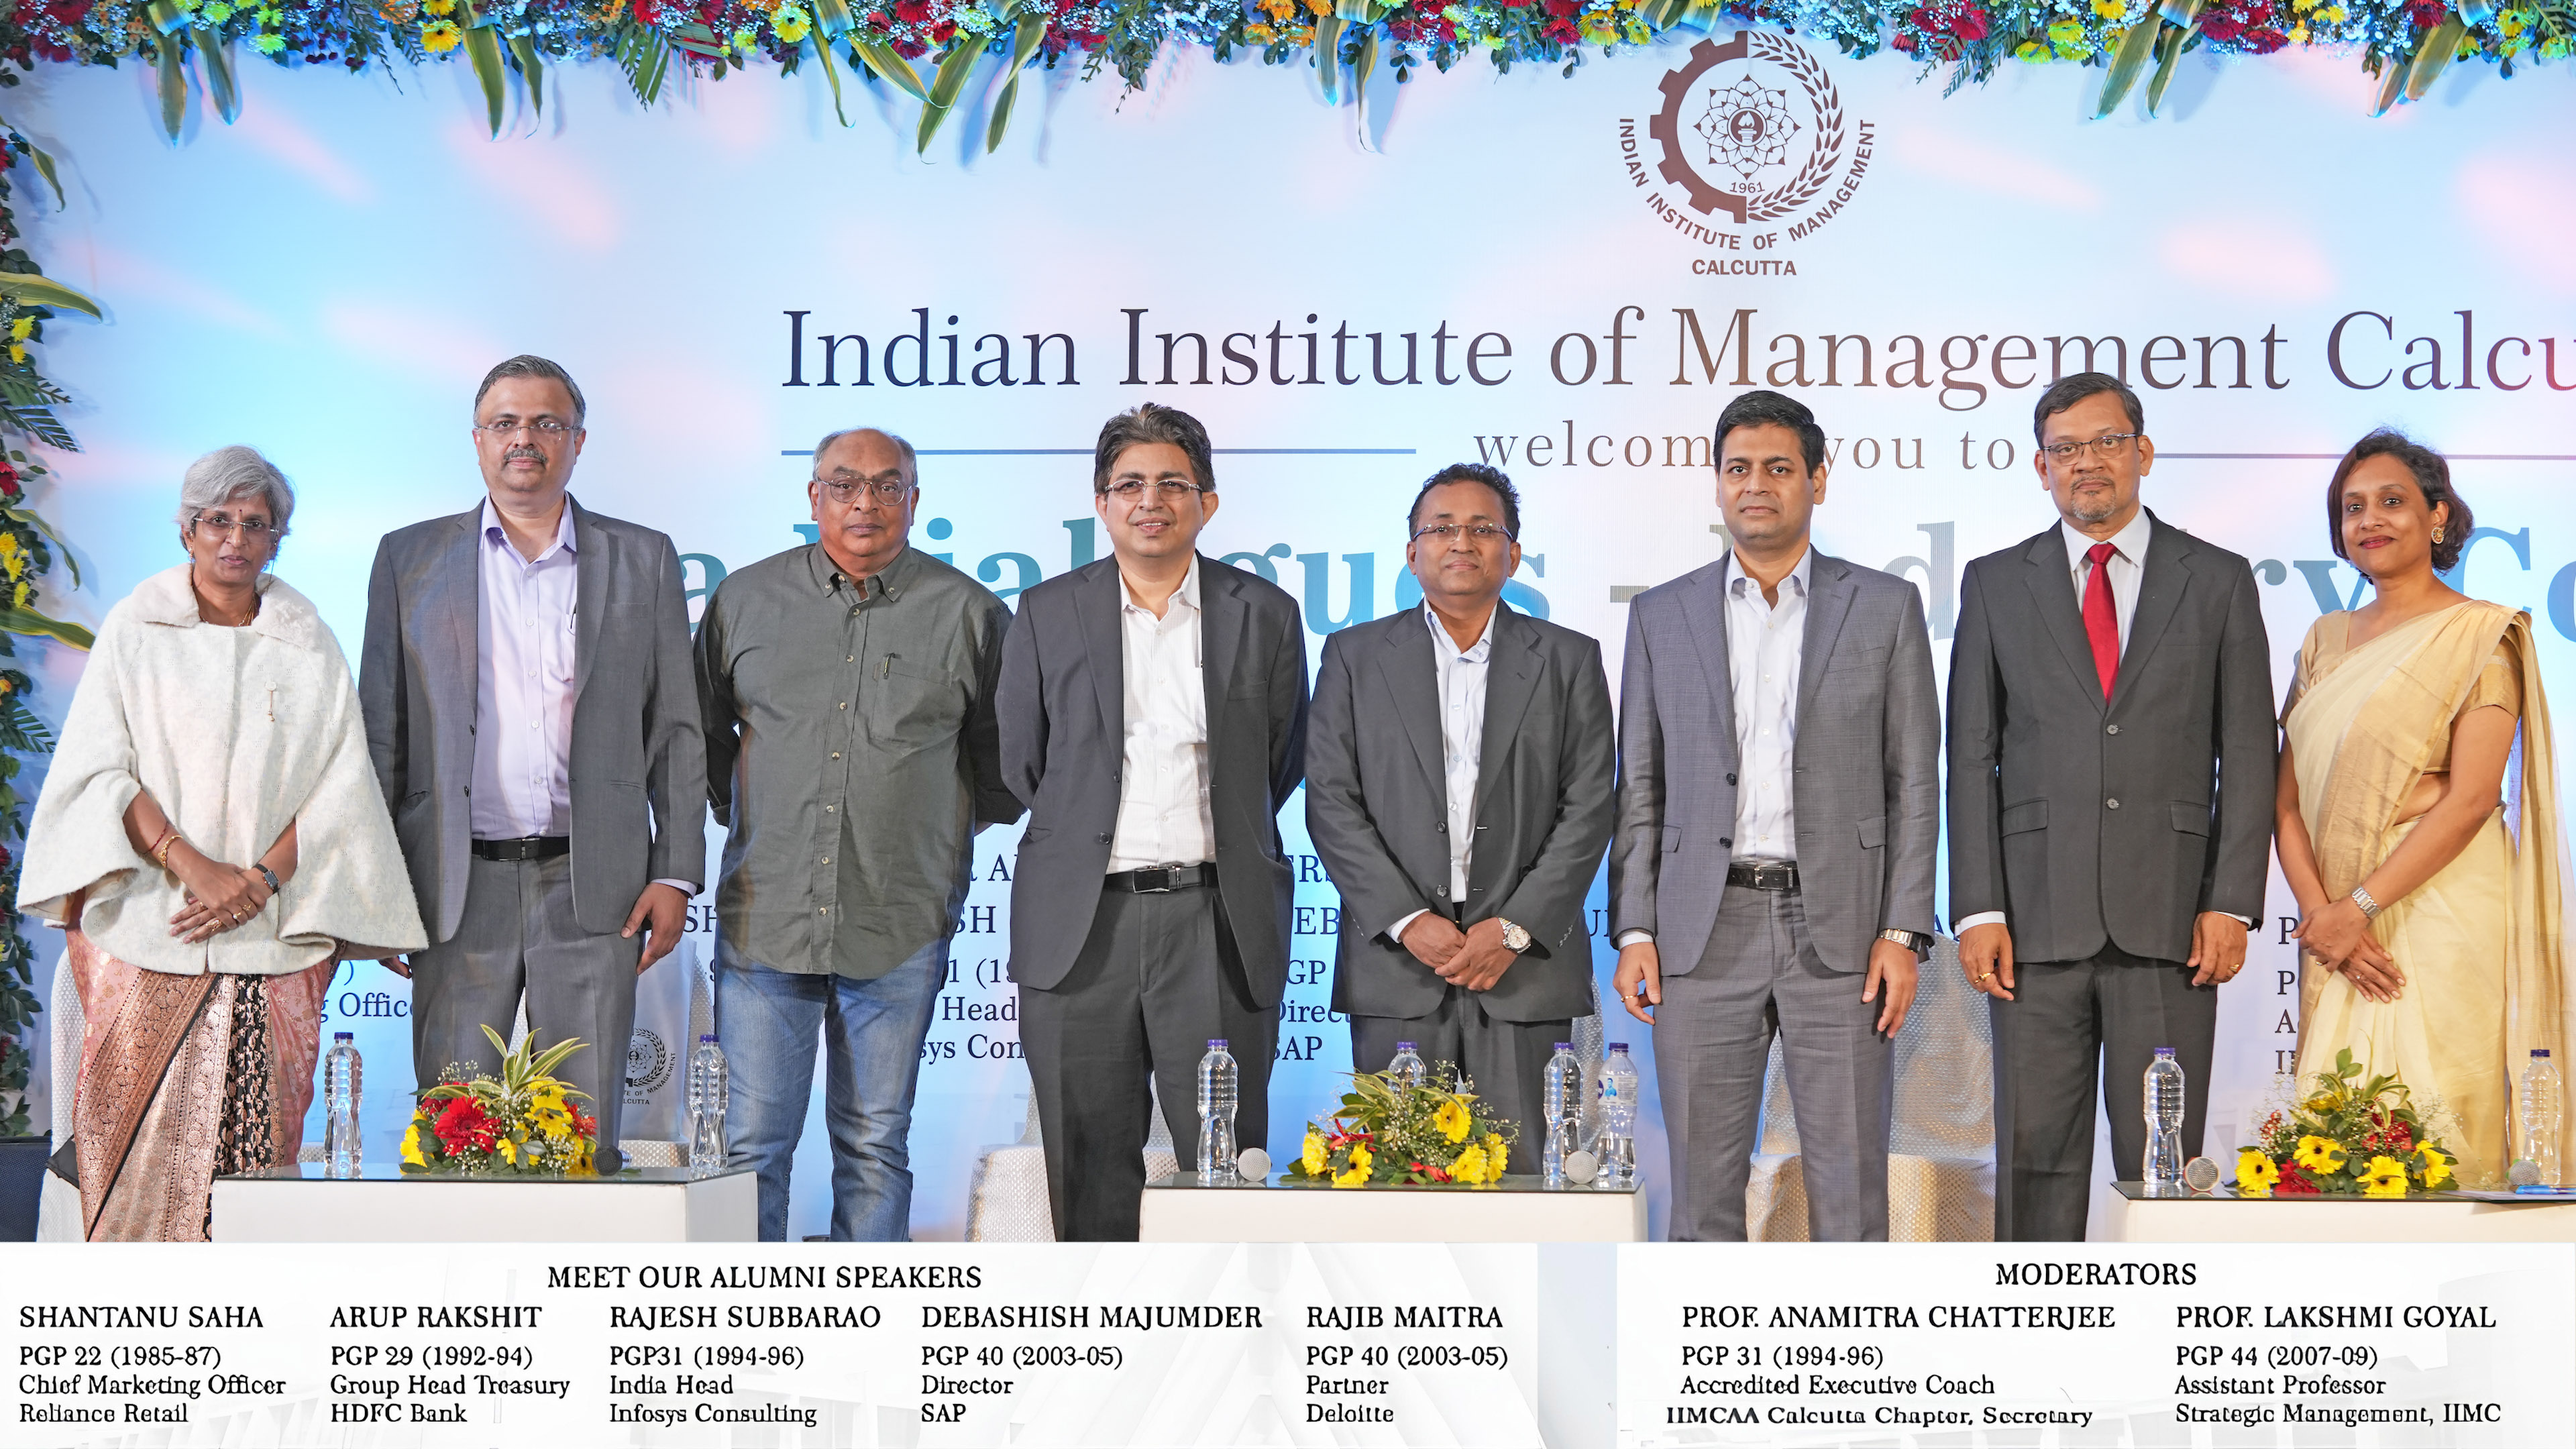 INDIAN INSTITUTE OF MANAGEMENT
1961
CALCUTTA
Indian Institute of Management Calcu
welcom you to
MEET OUR ALUMNI SPEAKERS
SHANTANU SAHA
PGP 22 (1985-87)
Chief Marketing Officer
Reliance Retail
ARUP RAKSHIT
PGP 29 (1992-94)
Group Head Treasury
HDFC Bank
RAJESH SUBBARAO
PGP31 (1994-96)
India Head
Infosys Consulting
DEBASHISH MAJUMDER
PGP 40 (2003-05)
Director
SAP
RAJIB MAITRA
PGP 40 (2003-05)
Partner
Deloitte
MODERATORS
PROF. ANAMITRA CHATTERJEE
PGP 31 (1994-96)
Accredited Executive Coach
IIMCAA Calcutta Chapter, Secretary
PROF. LAKSHMI GOYAL
PGP 44 (2007-09)
Assistant Professor
Strategic Management, IIMC